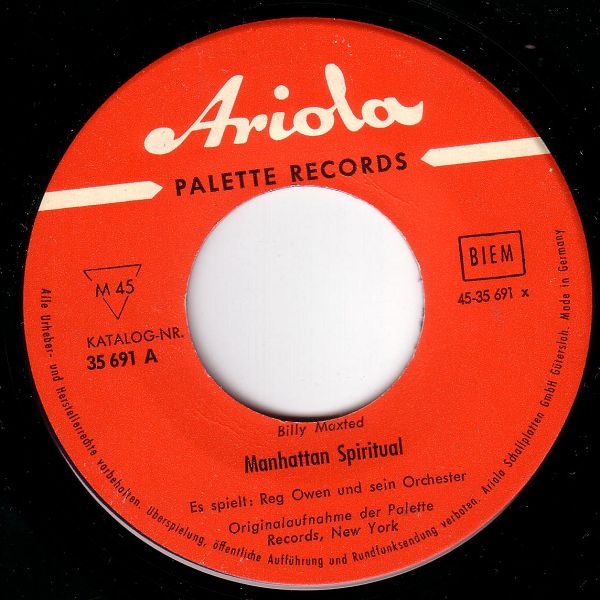 Ariola
PALETTE RECORDS
M 45
BIEM
45-35 691 x
KATALOG-NR.
35 691 A
Billy Maxted
Manhattan Spiritual
Es spielt: Reg Owen und sein Orchester
Originalaufnahme der Palette
Records, New York
Alle Urheber- und Herstellerrechte vorbehalten. Überspielung, öffentliche Aufführung und Rundfunksendung verboten. Ariola Schallplatten GmbH Gütersloh. Made in Germany